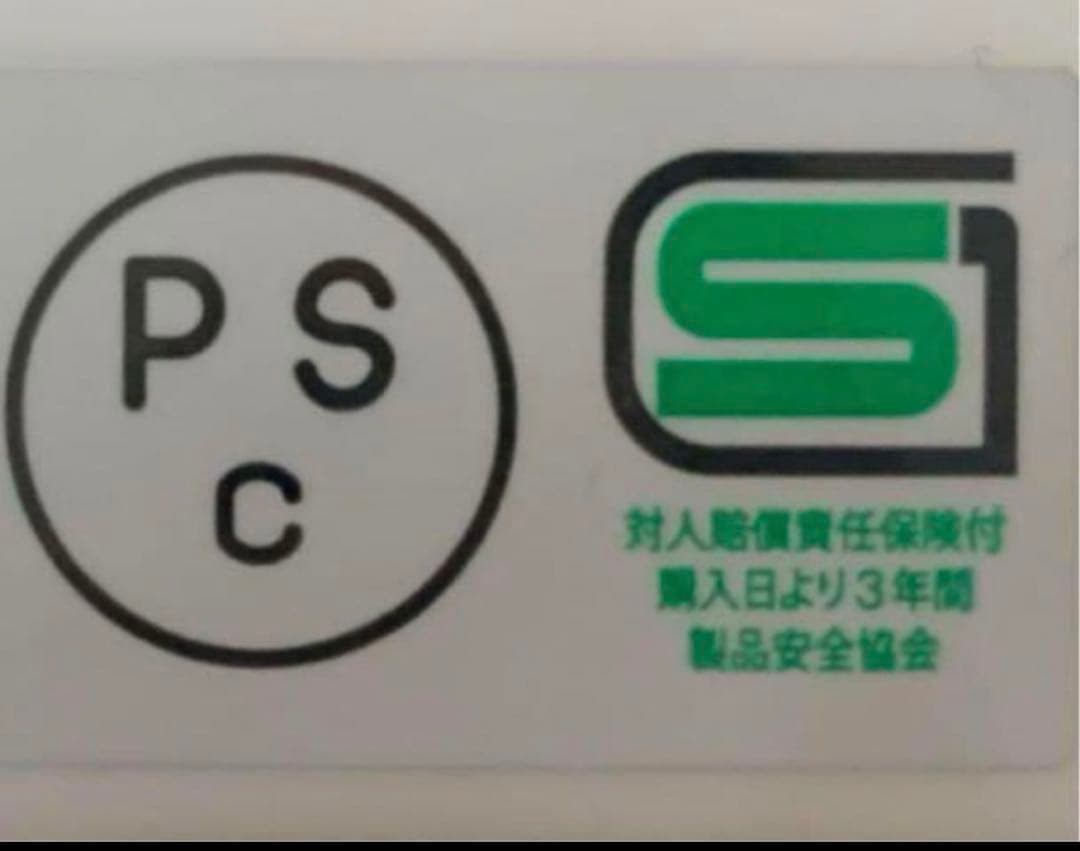 P S
C
SG
対人賠償責任保険付
購入日より3年間
製品安全協会